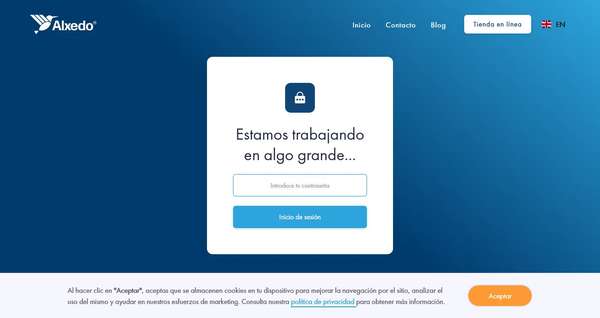 Alxedo®
Inicio
Contacto
Blog
Tienda en línea
EN
Estamos trabajando
en algo grande...
Introduce tu contraseña
Inicio de sesión
Al hacer clic en "Aceptar", aceptas que se almacenen cookies en tu dispositivo para mejorar la navegación por el sitio, analizar el
uso del mismo y ayudar en nuestros esfuerzos de marketing. Consulta nuestra política de privacidad para obtener más información.
Aceptar